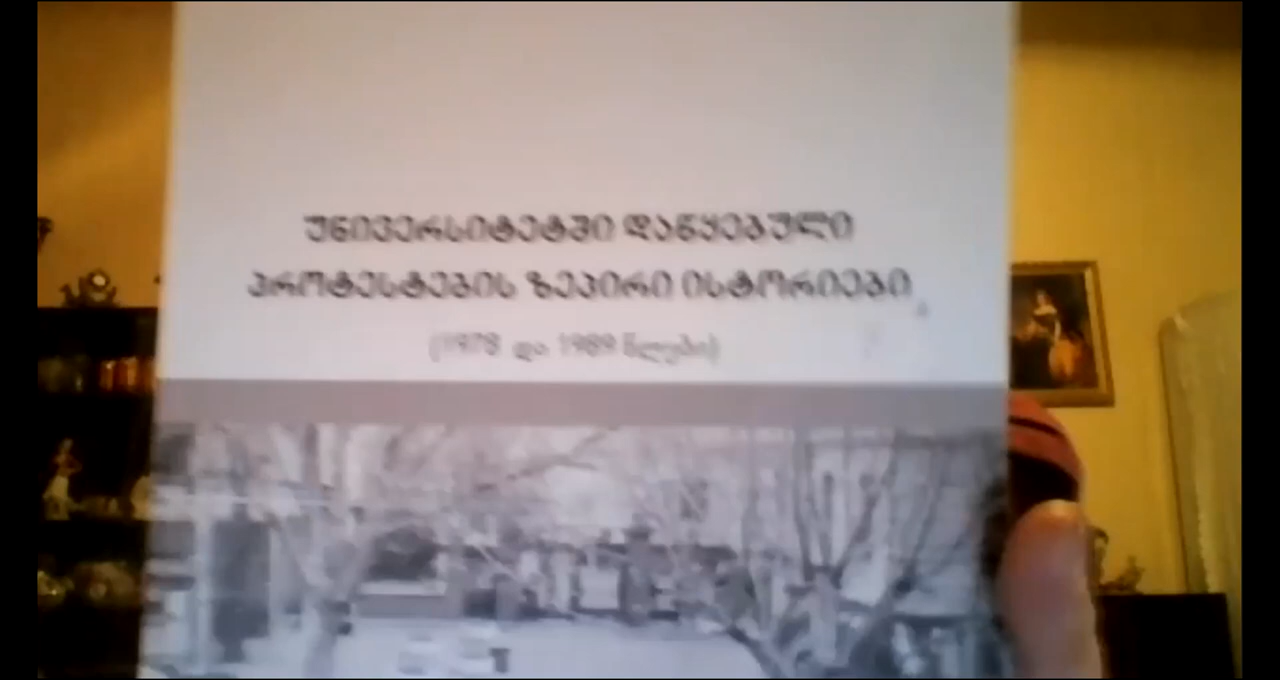 უნივერსიტეტში დაწყებული
პროტესტების ზეპირი ისტორიები
(1978 და 1989 წლები)